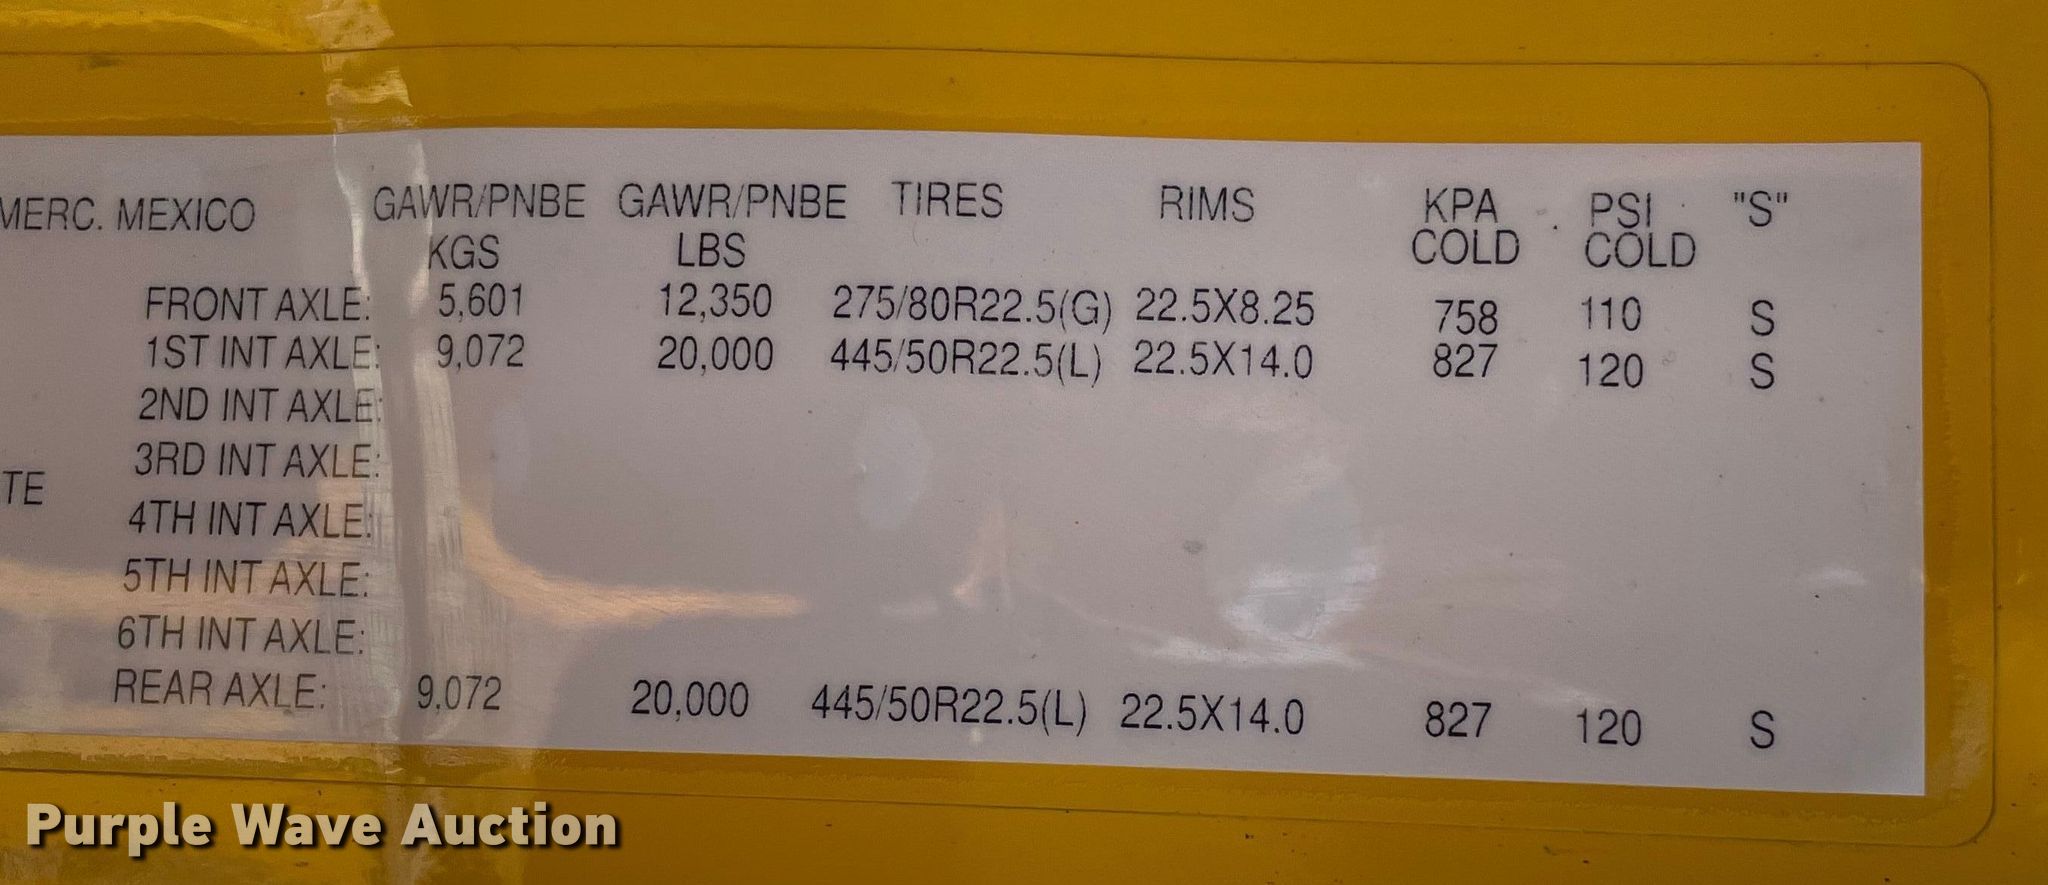 MERC. MEXICO GAWR/PNBE GAWR/PNBE TIRES RIMS KPA PSI "S"
KGS LBS COLD COLD
FRONT AXLE: 5,601 12,350 275/80R22.5(G) 22.5X8.25 758 110 S
1ST INT AXLE: 9,072 20,000 445/50R22.5(L) 22.5X14.0 827 120 S
2ND INT AXLE:
3RD INT AXLE:
TE
4TH INT AXLE:
5TH INT AXLE:
6TH INT AXLE:
REAR AXLE: 9,072 20,000 445/50R22.5(L) 22.5X14.0 827 120 S
Purple Wave Auction